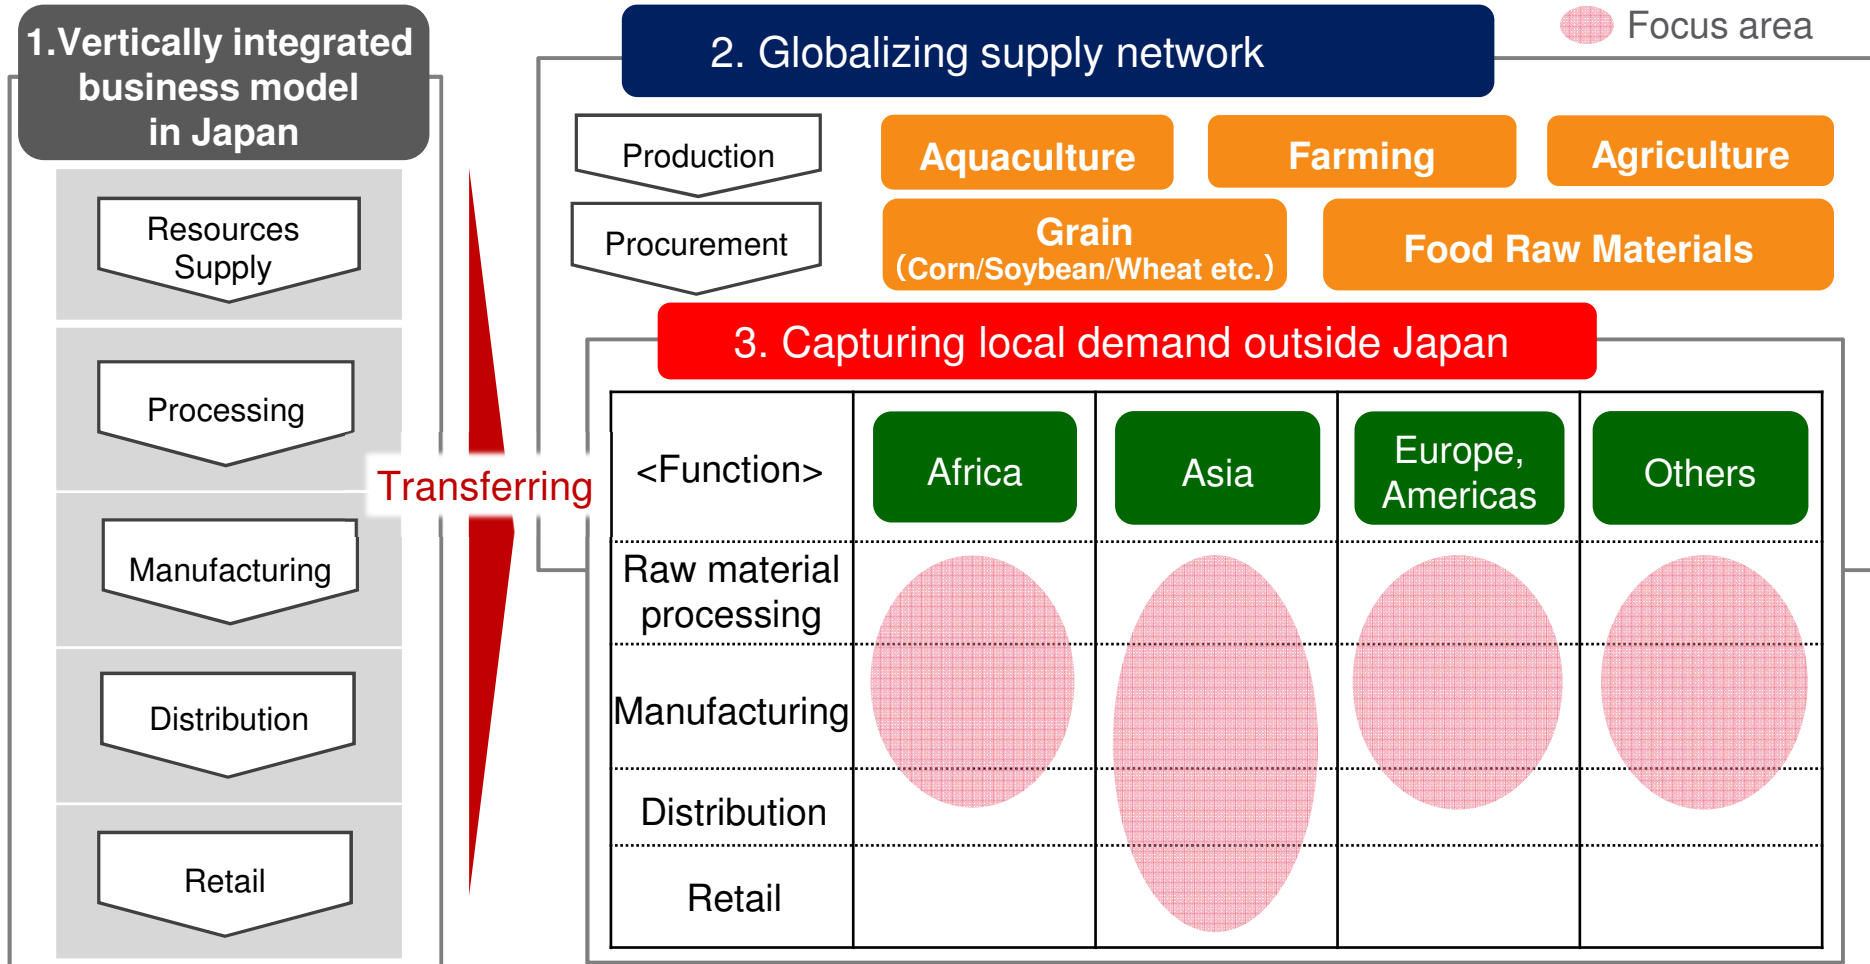 1.Vertically integrated
business model
in Japan
Resources
Supply
Processing
Manufacturing
Distribution
Retail
Transferring
Focus area
2. Globalizing supply network
Production
Aquaculture
Farming
Agriculture
Procurement
Grain
(Corn/Soybean/Wheat etc.)
Food Raw Materials
3. Capturing local demand outside Japan
<Function>
Africa
Asia
Europe,
Americas
Others
Raw material
processing
Manufacturing
Distribution
Retail